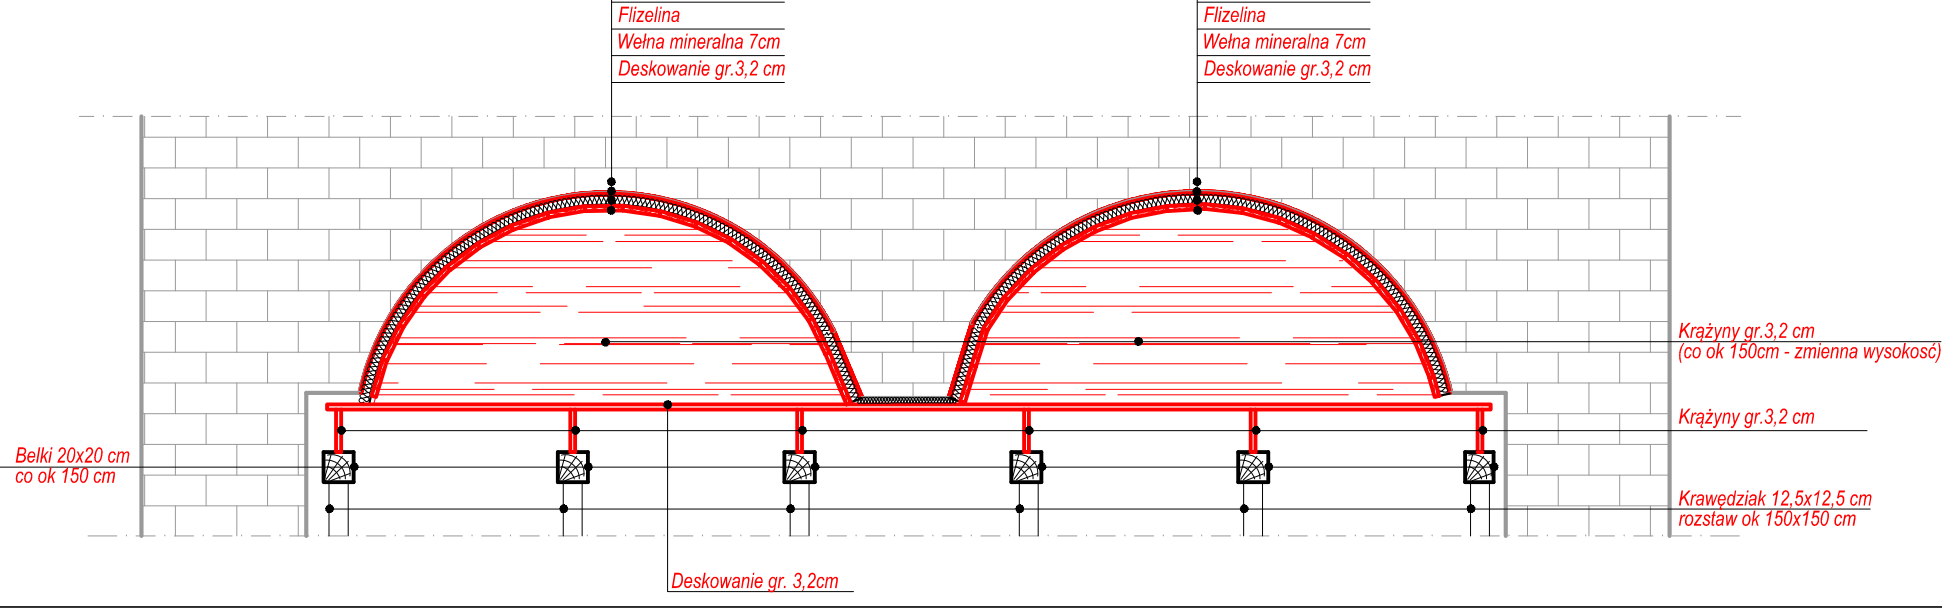 Flizelina
Wełna mineralna 7cm
Deskowanie gr.3,2 cm
Flizelina
Wełna mineralna 7cm
Deskowanie gr.3,2 cm
Krążyny gr.3,2 cm
(co ok 150cm - zmienna wysokosć)
Krążyny gr.3,2 cm
Belki 20x20 cm
co ok 150 cm
Krawędziak 12,5x12,5 cm
rozstaw ok 150x150 cm
Deskowanie gr. 3,2cm